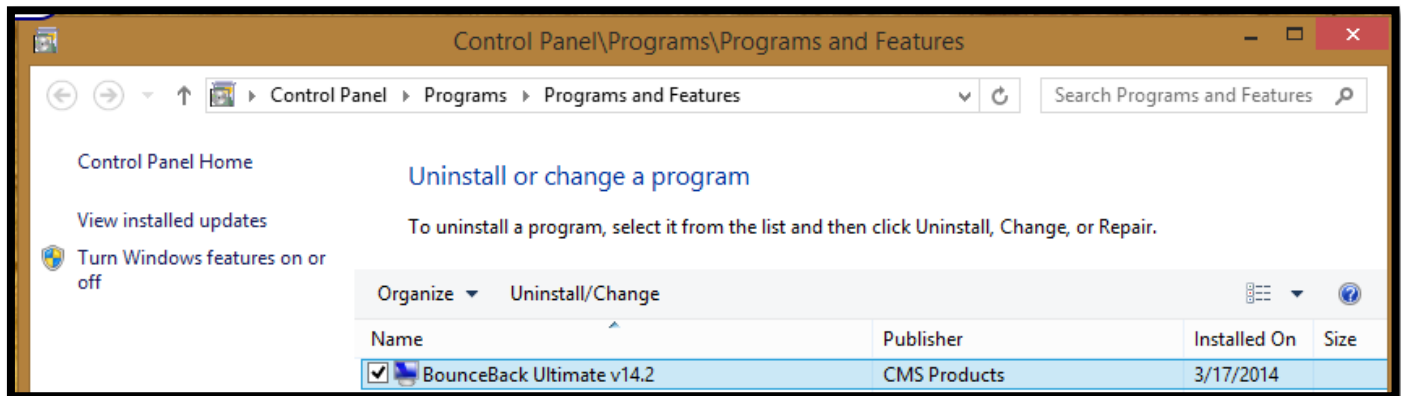 Control Panel\Programs\Programs and Features
Control Panel Programs Programs and Features Search Programs and Features
Control Panel Home
View installed updates
Turn Windows features on or
off
Uninstall or change a program
To uninstall a program, select it from the list and then click Uninstall, Change, or Repair.
Organize Uninstall/Change
Name Publisher Installed On Size
BounceBack Ultimate v14.2 CMS Products 3/17/2014